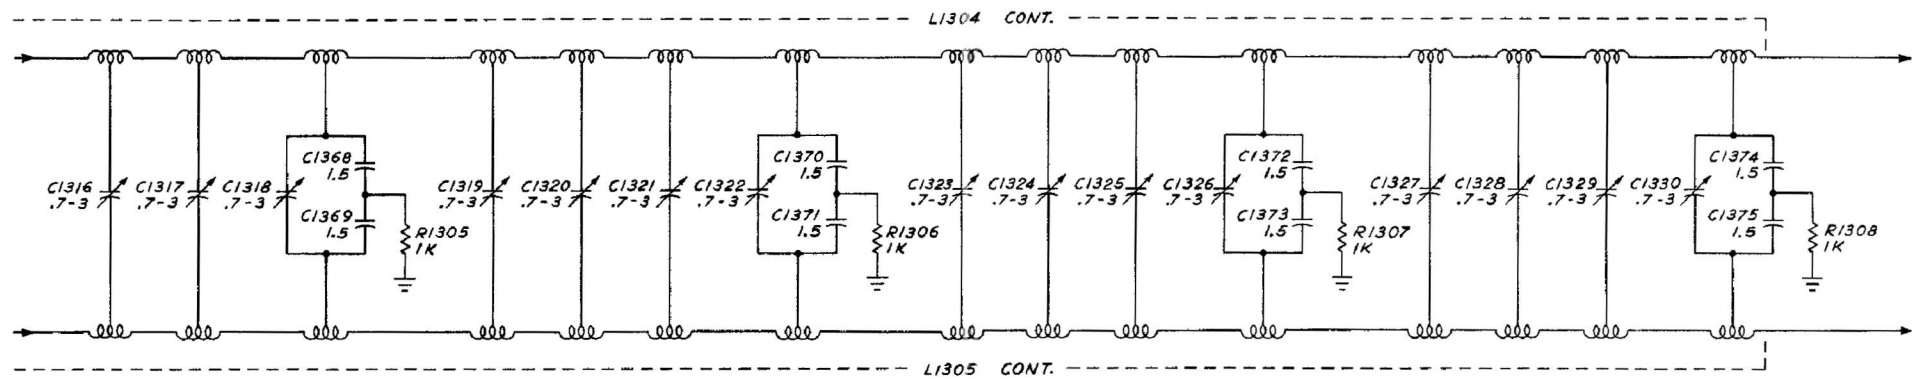 L1304 CONT.
C1316
.7-3
C1317
.7-3
C1318
.7-3
C1368
1.5
C1369
1.5
R1305
1K
C1319
.7-3
C1320
.7-3
C1321
.7-3
C1322
.7-3
C1370
1.5
C1371
1.5
R1306
1K
C1323
.7-3
C1324
.7-3
C1325
.7-3
C1326
.7-3
C1372
1.5
C1373
1.5
R1307
1K
C1327
.7-3
C1328
.7-3
C1329
.7-3
C1330
.7-3
C1374
1.5
C1375
1.5
R1308
1K
L1305 CONT.